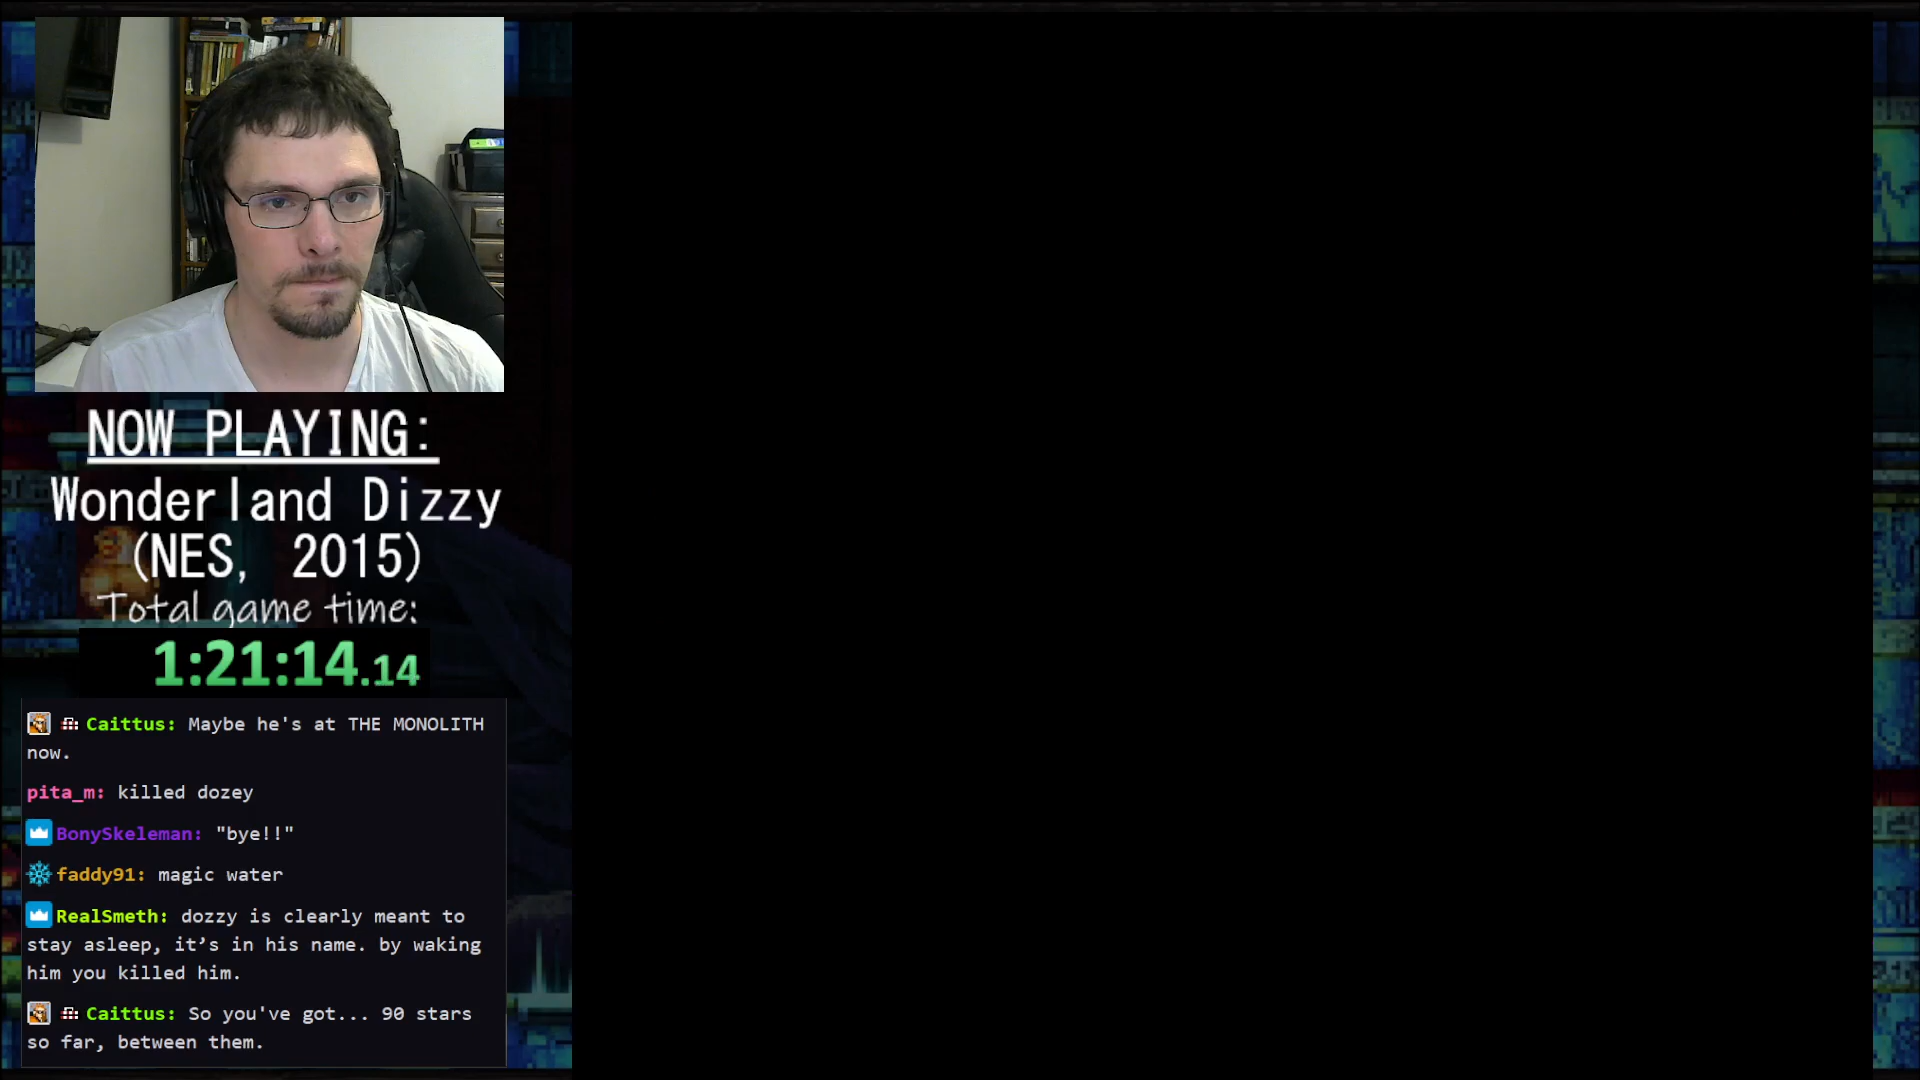 NOW PLAYING:
Wonderland Dizzy
(NES, 2015)
Total game time:
1:21:14.14
Caittus: Maybe he's at THE MONOLITH
now.
pita_m: killed dozey
BonySkeleman: "bye!!"
faddy91: magic water
RealSmeth: dozzy is clearly meant to
stay asleep, it’s in his name. by waking
him you killed him.
Caittus: So you've got... 90 stars
so far, between them.